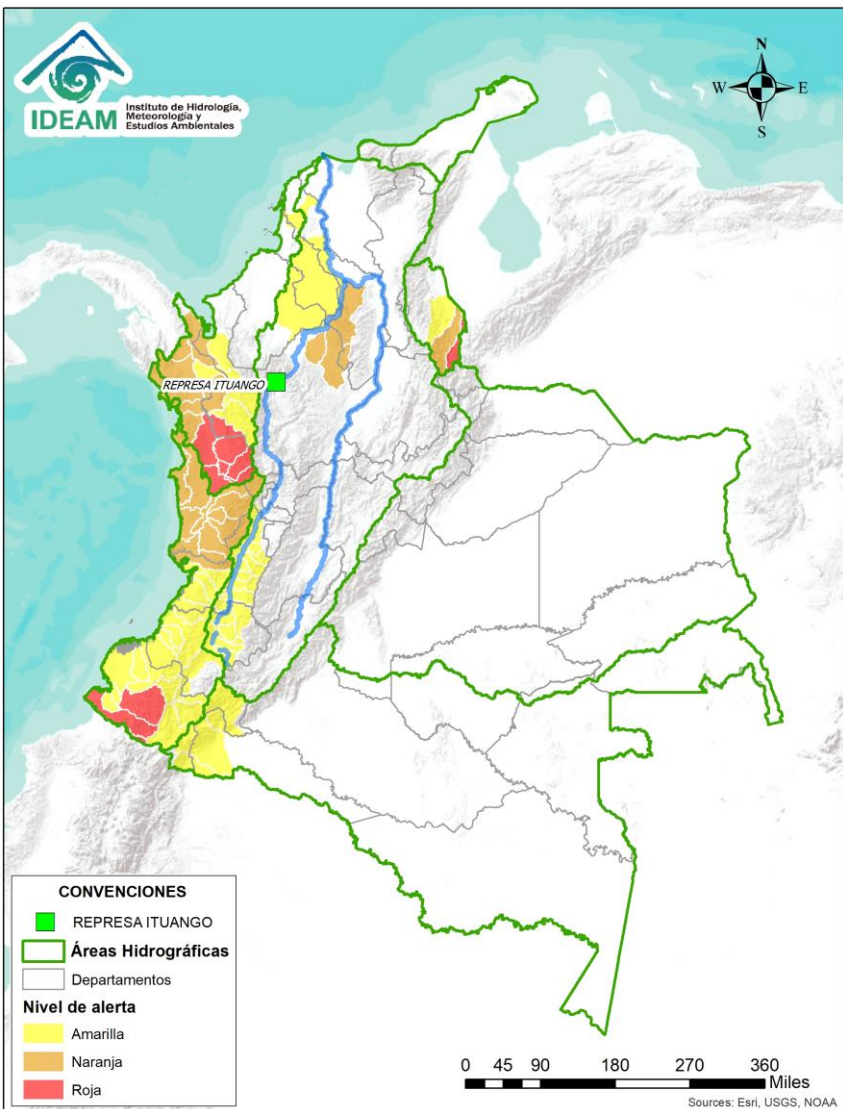 IDEAM
Instituto de Hidrología,
Meteorología y
Estudios Ambientales
N
W
E
S
REPRESA ITUANGO
CONVENCIONES
REPRESA ITUANGO
Áreas Hidrográficas
Departamentos
Nivel de alerta
Amarilla
Naranja
Roja
0 45 90 180 270 360
Miles
Sources: Esri, USGS, NOAA